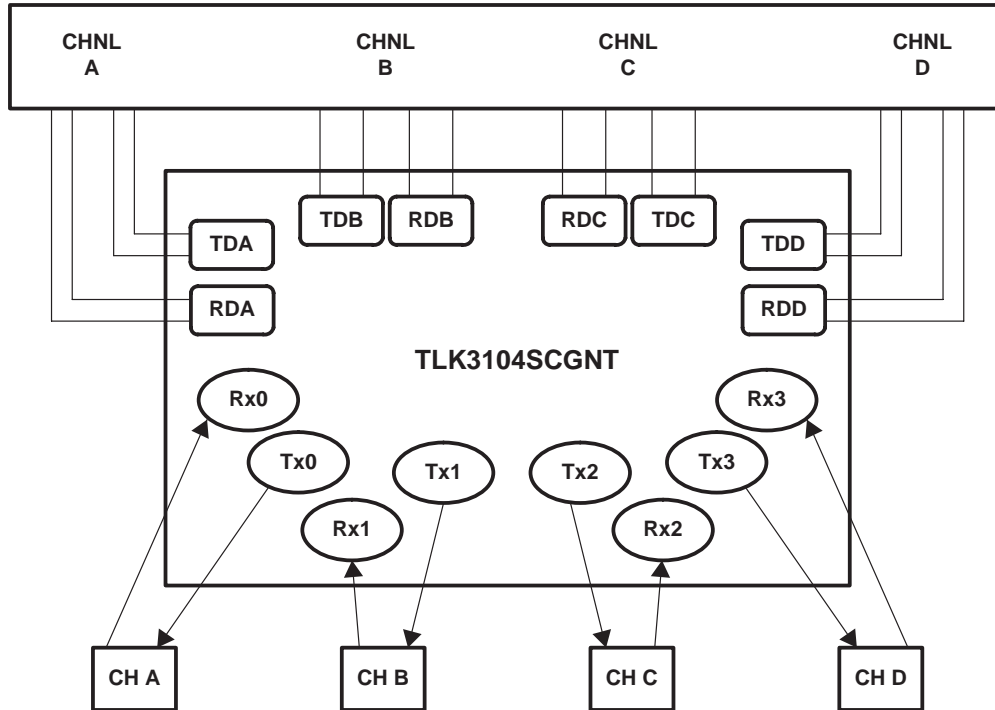 CHNL
A
CHNL
B
CHNL
C
CHNL
D
TDB
RDB
RDC
TDC
TDA
TDD
RDA
RDD
TLK3104SCGNT
Rx0
Rx3
Tx0
Tx1
Tx2
Tx3
Rx1
Rx2
CH A
CH B
CH C
CH D